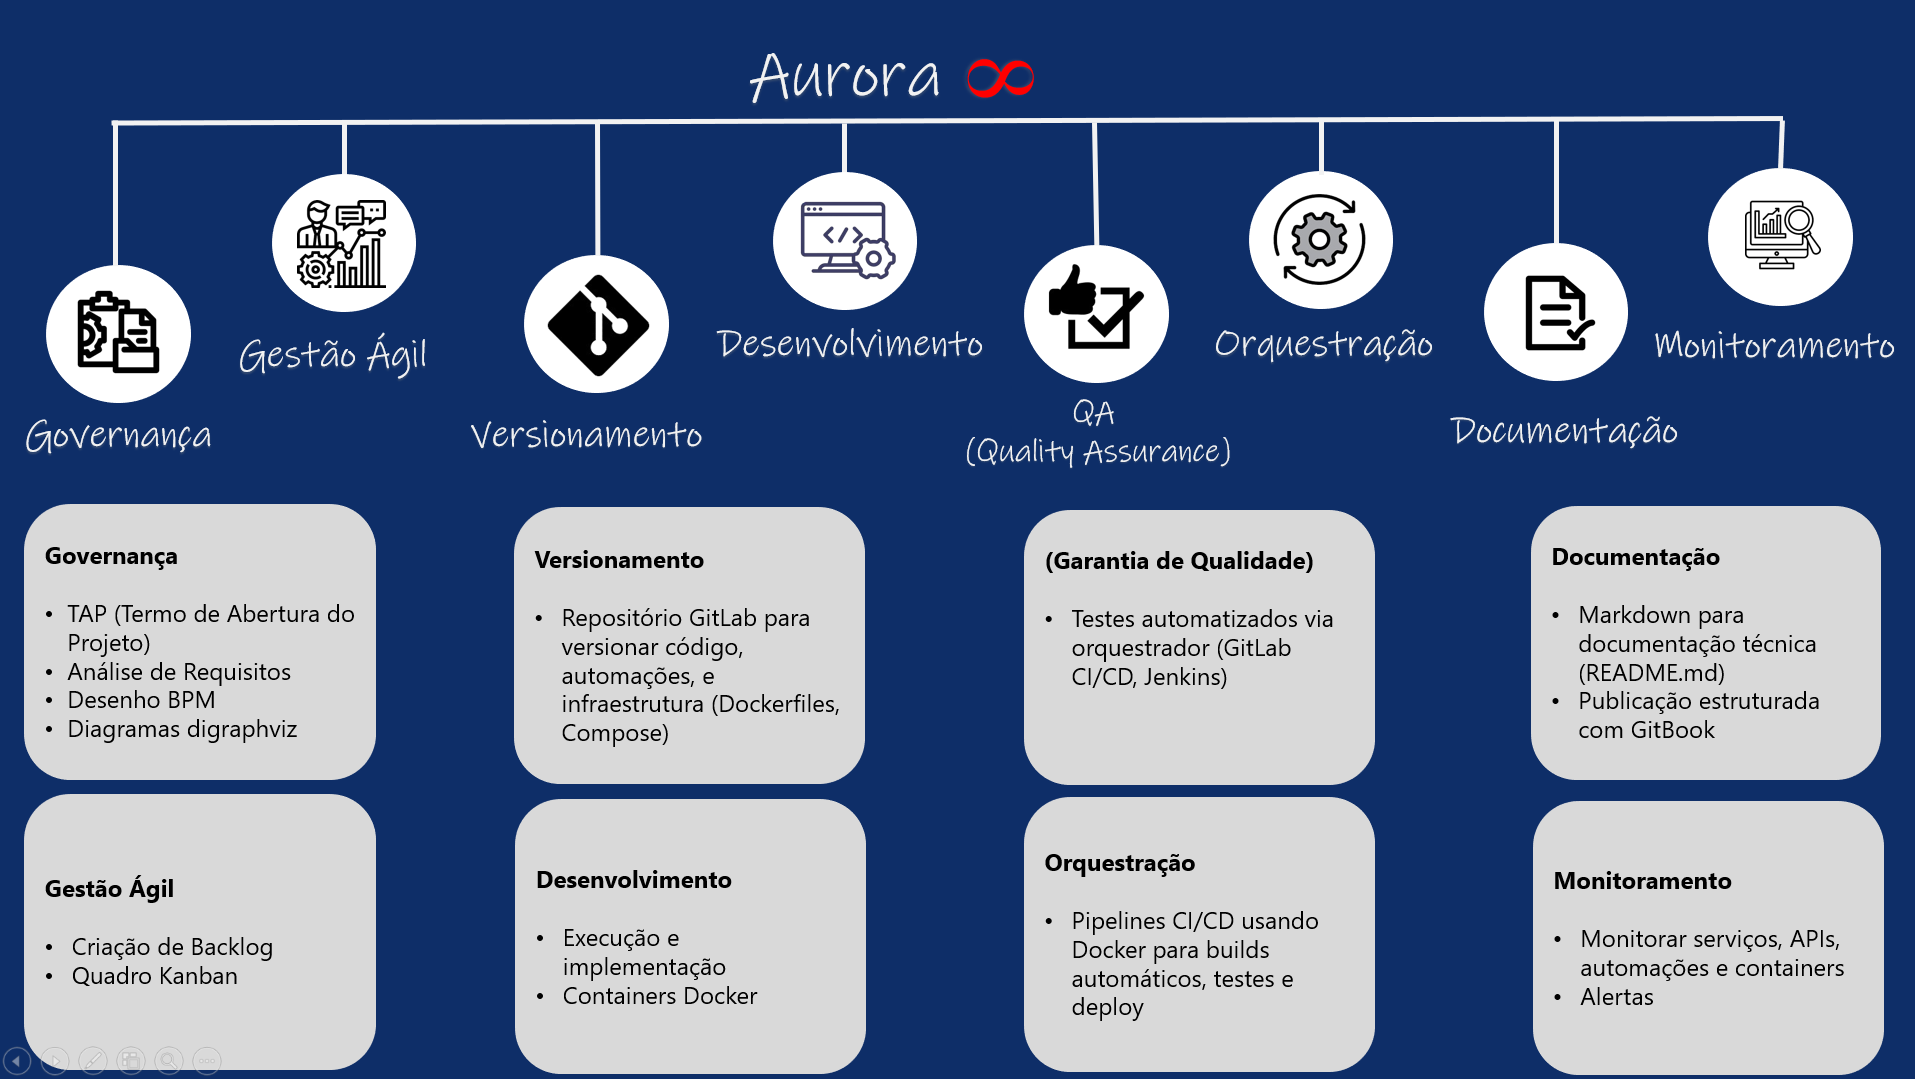 Aurora ∞
Governança
Gestão Ágil
Versionamento
Desenvolvimento
QA
(Quality Assurance)
Orquestração
Documentação
Monitoramento
Governança
• TAP (Termo de Abertura do
Projeto)
• Análise de Requisitos
• Desenho BPM
• Diagramas digraphviz
Gestão Ágil
• Criação de Backlog
• Quadro Kanban
Versionamento
• Repositório GitLab para
versionar código,
automações, e
infraestrutura (Dockerfiles,
Compose)
Desenvolvimento
• Execução e
implementação
• Containers Docker
(Garantia de Qualidade)
• Testes automatizados via
orquestrador (GitLab
CI/CD, Jenkins)
Orquestração
• Pipelines CI/CD usando
Docker para builds
automáticos, testes e
deploy
Documentação
• Markdown para
documentação técnica
(README.md)
• Publicação estruturada
com GitBook
Monitoramento
• Monitorar serviços, APIs,
automações e containers
• Alertas